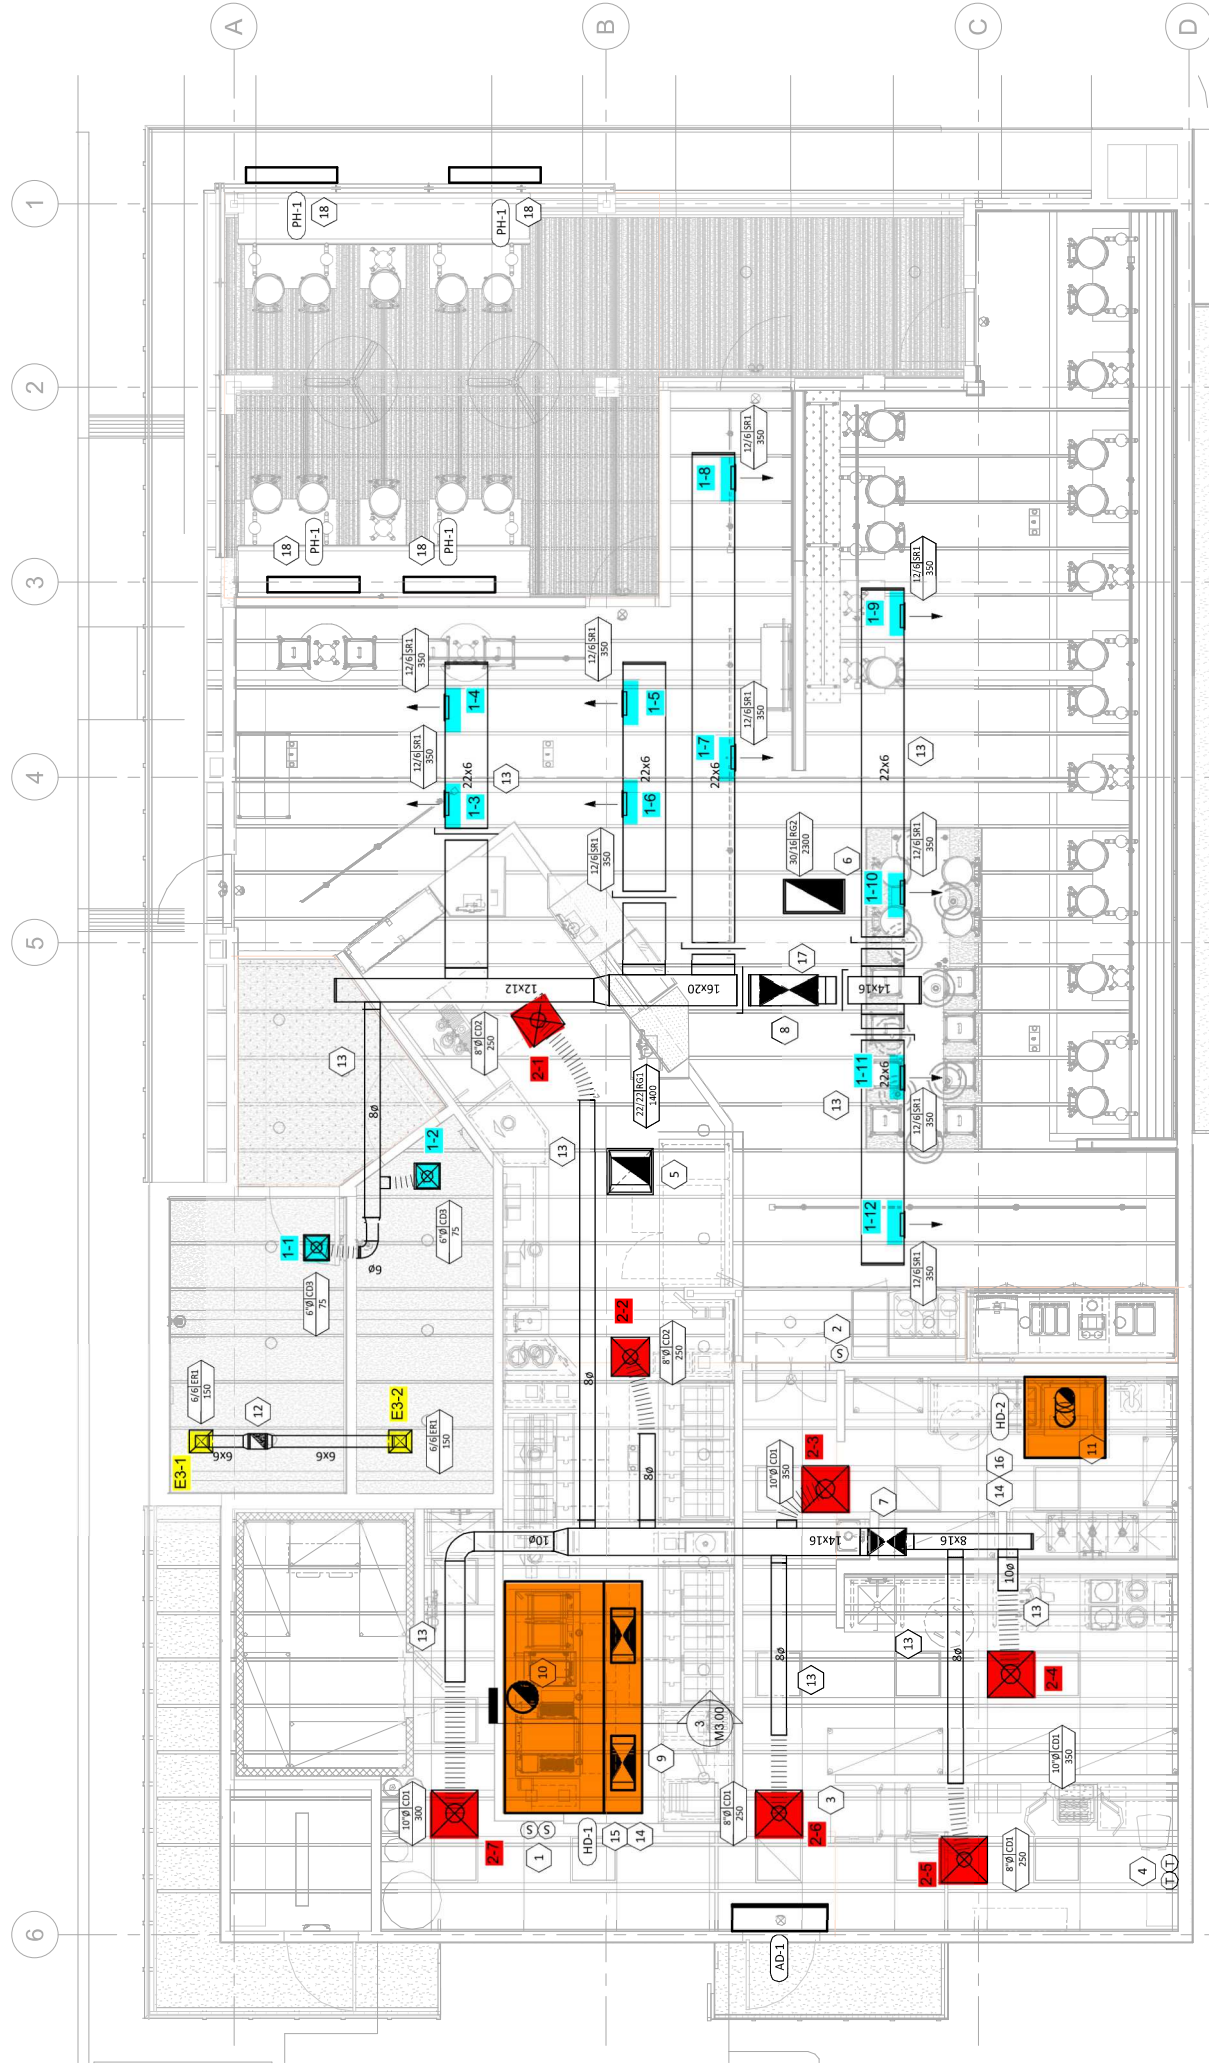 A
B
C
D
1
2
3
4
5
6
PH-1
18
PH-1
18
18
PH-1
18
PH-1
12/6 SR1
350
1-8
12/6 SR1
350
1-4
12/6 SR1
350
1-3
22x6
13
12/6 SR1
350
1-5
22x6
1-6
12/6 SR1
350
12/6 SR1
350
1-7
22x6
12/6 SR1
350
1-9
13
22x6
30/16 RG2
2300
6
1-10
12/6 SR1
350
12x12
16x20
17
8
14x16
13
8ø
8"Ø CD2
250
2-1
22/22 RG1
1400
1-11
22x6
13
12/6 SR1
350
1-2
6"Ø CD3
75
13
5
1-1
6ø
6"Ø CD3
75
1-12
12/6 SR1
350
2-2
8"Ø CD2
250
8ø
2
S
6/6 ER1
150
12
E3-1
6x6
6x6
E3-2
6/6 ER1
150
HD-2
11
16
14
10"Ø CD1
350
2-3
7
8ø
10ø
14x16
8x16
10ø
13
13
10
13
8ø
13
8ø
2-4
3
M3.00
9
10"Ø CD1
300
2-7
S S
1
HD-1
15
14
8"Ø CD1
250
3
2-6
10"Ø CD1
350
2-5
8"Ø CD1
250
4
T T
AD-1